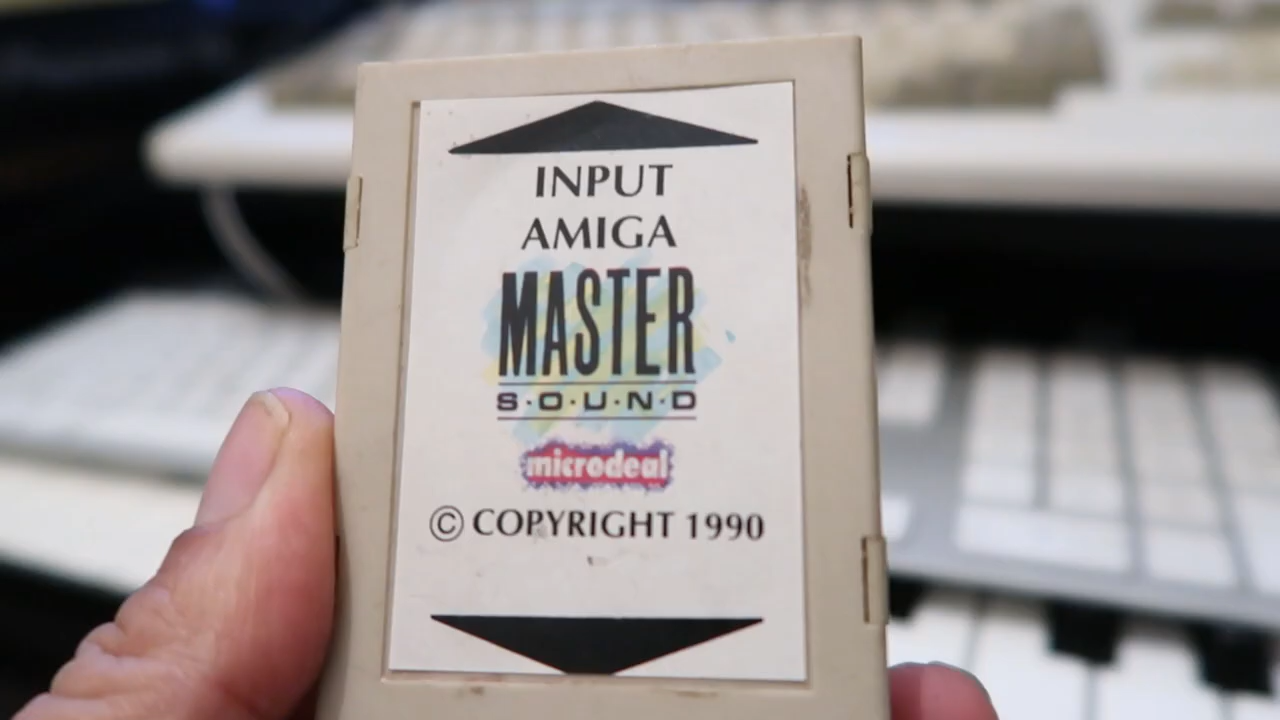 INPUT
AMIGA
MASTER
S·O·U·N·D
microdeal
© COPYRIGHT 1990